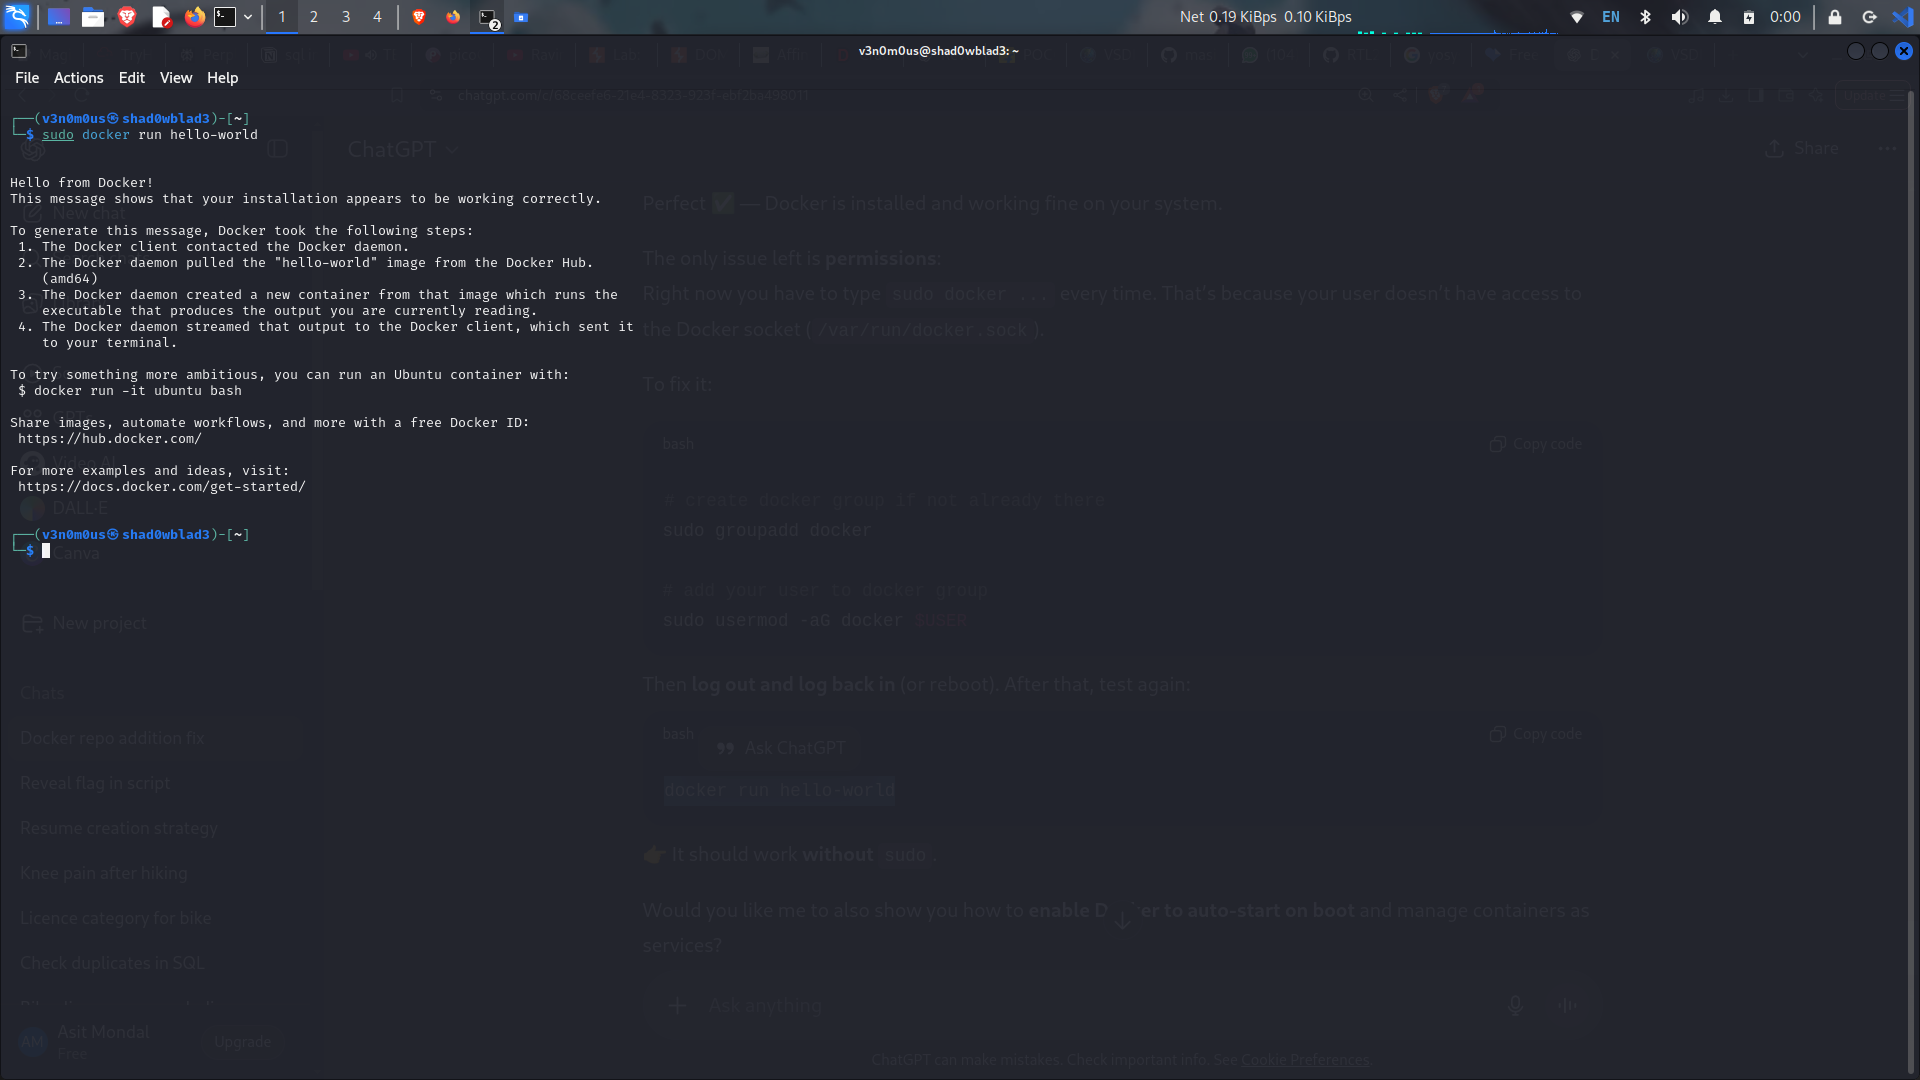 1 2 3 4
2
Net 0.19 KiBps 0.10 KiBps
EN
0:00
v3n0m0us@shad0wblad3: ~
File Actions Edit View Help
chatgpt.com/c/
Update
┌──(v3n0m0us㉿shad0wblad3)-[~]
└─$ sudo docker run hello-world
Hello from Docker!
This message shows that your installation appears to be working correctly.
To generate this message, Docker took the following steps:
1. The Docker client contacted the Docker daemon.
2. The Docker daemon pulled the "hello-world" image from the Docker Hub.
(amd64)
3. The Docker daemon created a new container from that image which runs the
executable that produces the output you are currently reading.
4. The Docker daemon streamed that output to the Docker client, which sent it
to your terminal.
To try something more ambitious, you can run an Ubuntu container with:
$ docker run -it ubuntu bash
Share images, automate workflows, and more with a free Docker ID:
https://hub.docker.com/
For more examples and ideas, visit:
https://docs.docker.com/get-started/
┌──(v3n0m0us㉿shad0wblad3)-[~]
└─$
New chat
GPTs
Video AI
DALL-E
Canva
New project
Chats
Docker repo addition fix
Reveal flag in script
Resume creation strategy
Knee pain after hiking
Licence category for bike
Check duplicates in SQL
AM
Asit Mondal
Free
Upgrade
ChatGPT
Share
Perfect ✅ — Docker is installed and working fine on your system.
The only issue left is permissions:
Right now you have to type sudo docker ... every time. That's because your user doesn't have access to
the Docker socket (/var/run/docker.sock).
To fix it:
bash
Copy code
# create docker group if not already there
sudo groupadd docker
# add your user to docker group
sudo usermod -aG docker $USER
Then log out and log back in (or reboot). After that, test again:
bash
Copy code
Ask ChatGPT
docker run hello-world
👉 It should work without sudo.
Would you like me to also show you how to enable D er to auto-start on boot and manage containers as
services?
Ask anything
ChatGPT can make mistakes. Check important info. See Cookie Preferences.